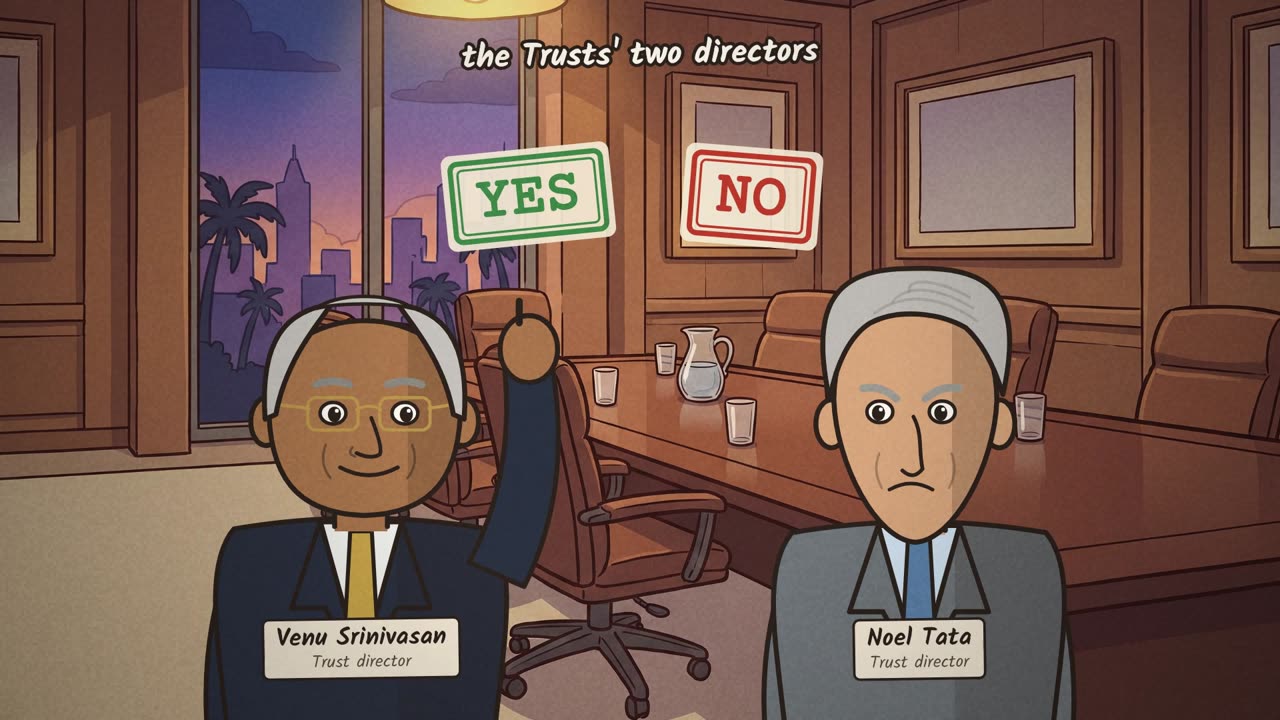 the Trusts' two directors
YES
NO
Venu Srinivasan
Trust director
Noel Tata
Trust director